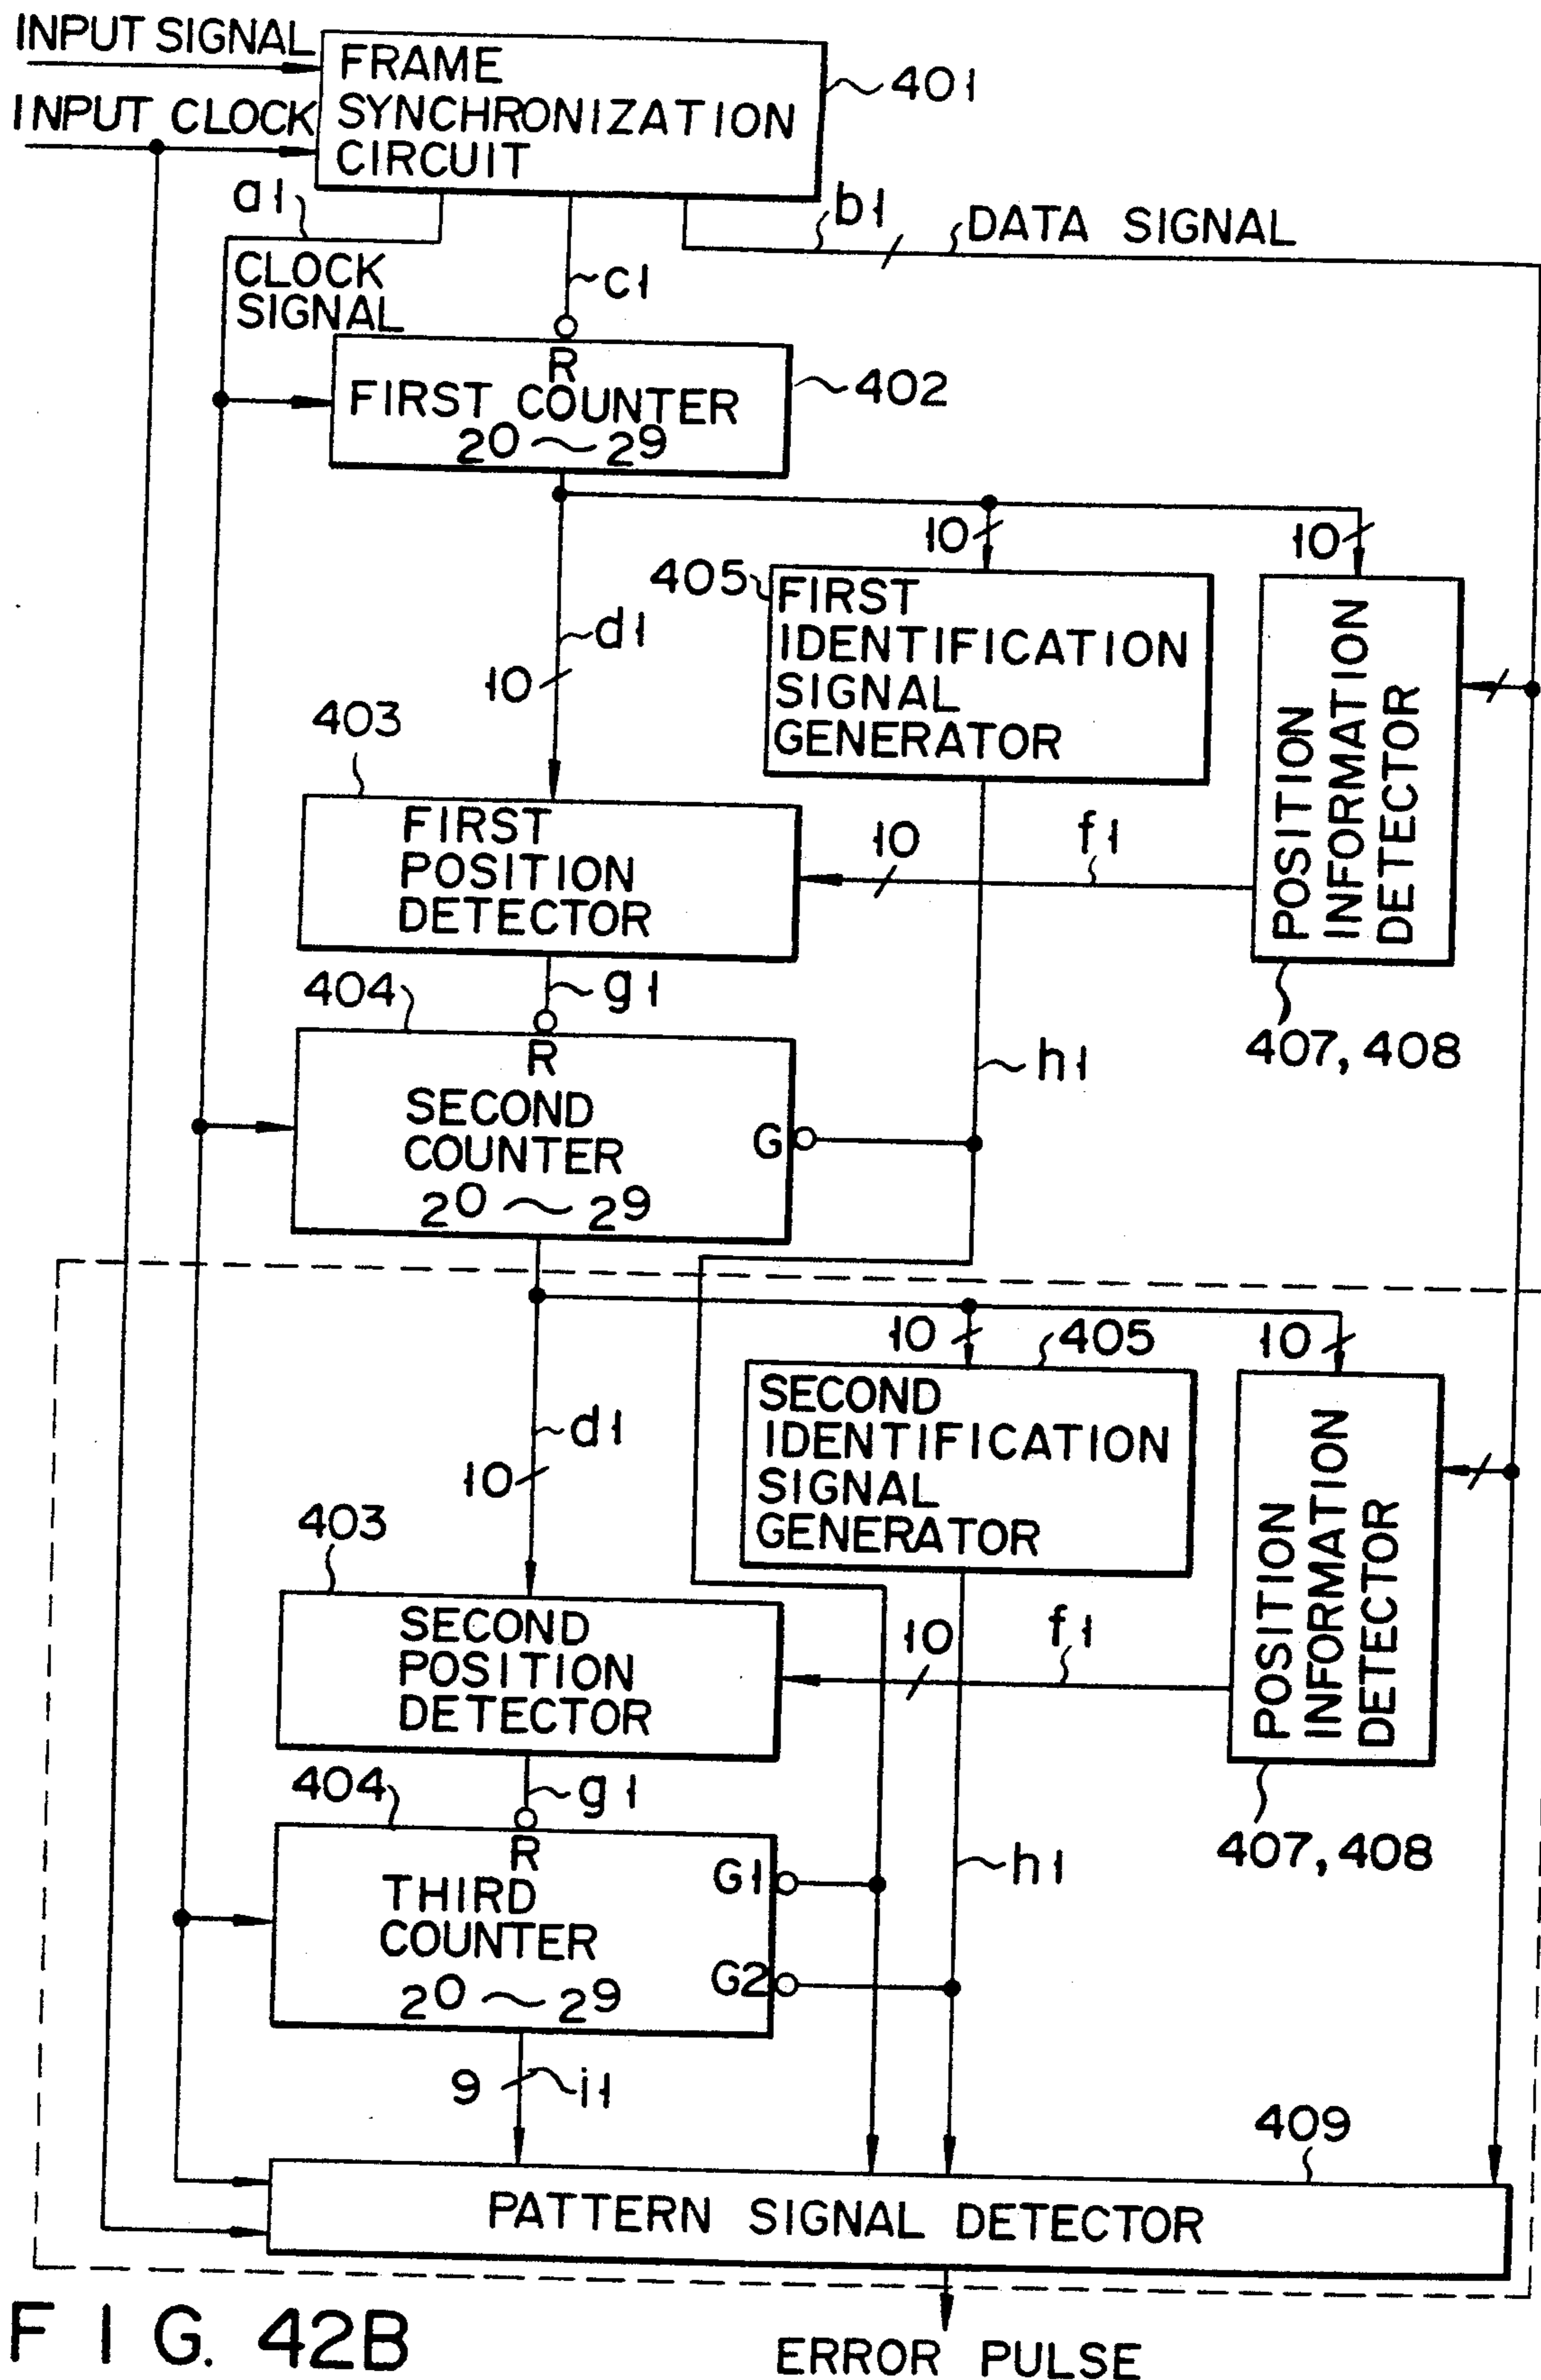 INPUT SIGNAL
INPUT CLOCK
FRAME
SYNCHRONIZATION
CIRCUIT
401
a1
b1
DATA SIGNAL
CLOCK
SIGNAL
c1
R
FIRST COUNTER
2^0 ~ 2^9
402
10
10
405
FIRST
IDENTIFICATION
SIGNAL
GENERATOR
d1
10
POSITION
INFORMATION
DETECTOR
403
FIRST
POSITION
DETECTOR
10
f1
g1
404
407, 408
R
SECOND
COUNTER
2^0 ~ 2^9
G
h1
10
405
10
SECOND
IDENTIFICATION
SIGNAL
GENERATOR
d1
10
POSITION
INFORMATION
DETECTOR
403
SECOND
POSITION
DETECTOR
10
f1
g1
404
407, 408
R
THIRD
COUNTER
2^0 ~ 2^9
G1
G2
h1
9
i1
409
PATTERN SIGNAL DETECTOR
FIG. 42B
ERROR PULSE